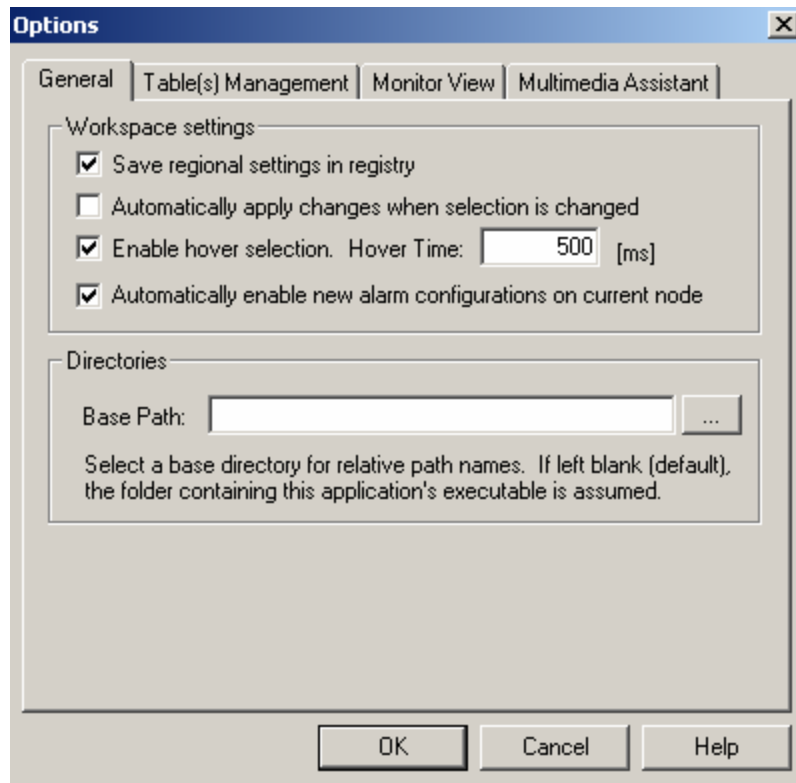 Options
General
Table(s) Management
Monitor View
Multimedia Assistant
Workspace settings
Save regional settings in registry
Automatically apply changes when selection is changed
Enable hover selection. Hover Time: 500 [ms]
Automatically enable new alarm configurations on current node
Directories
Base Path: ...
Select a base directory for relative path names. If left blank (default),
the folder containing this application's executable is assumed.
OK
Cancel
Help